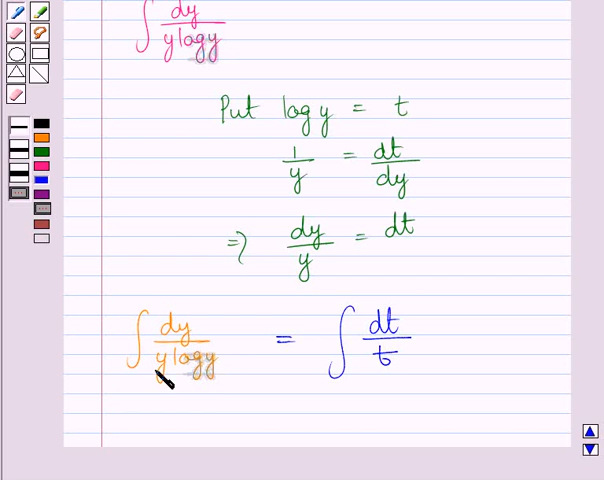 ∫ dy / y log y
Put log y = t
1/y = dt/dy
⇒ dy/y = dt
∫ dy / y log y = ∫ dt/t